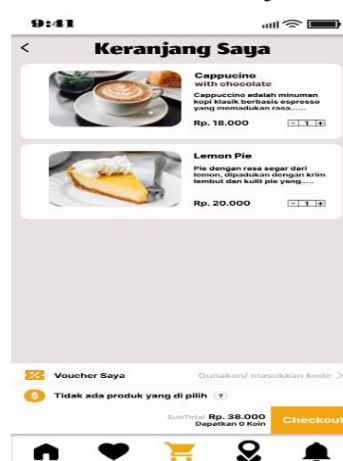 9:41
< Keranjang Saya
Cappucino
with chocolate
Cappuccino adalah minuman
kopi klasik berbasis espresso
yang memadukan rasa......
Rp. 18.000 - 1 +
Lemon Pie
Pie dengan rasa segar dari
lemon, dipadukan dengan krim
lembut dan kulit pie yang.....
Rp. 20.000 - 1 +
Voucher Saya Gunakan/ masukkan kode >
$ Tidak ada produk yang di pilih ?
SubTotal Rp. 38.000
Dapatkan 0 Koin
Checkout